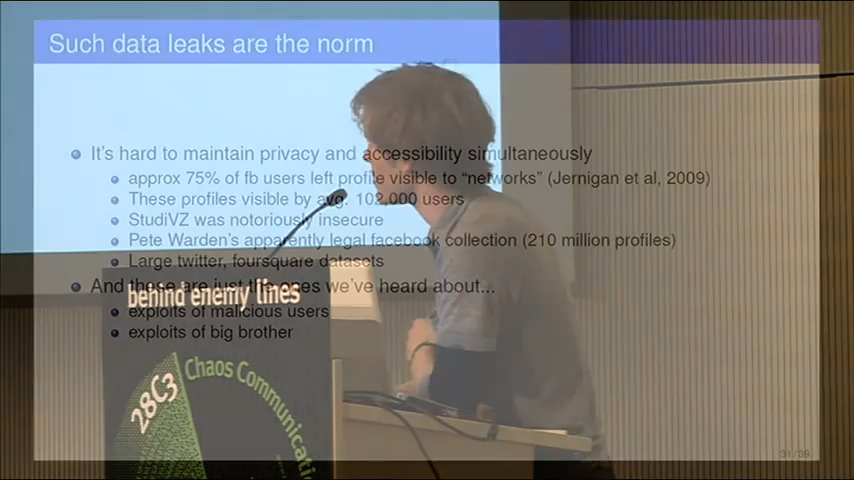 Such data leaks are the norm
It's hard to maintain privacy and accessibility simultaneously
approx 75% of fb users left profile visible to “networks” (Jernigan et al, 2009)
These profiles visible by avg. 102,000 users
StudiVZ was notoriously insecure
Pete Warden's apparently legal facebook collection (210 million profiles)
Large twitter, foursquare datasets
And these are just the ones we've heard about...
exploits of malicious users
exploits of big brother
behind enemy lines
28C3
Chaos Communication
31/39